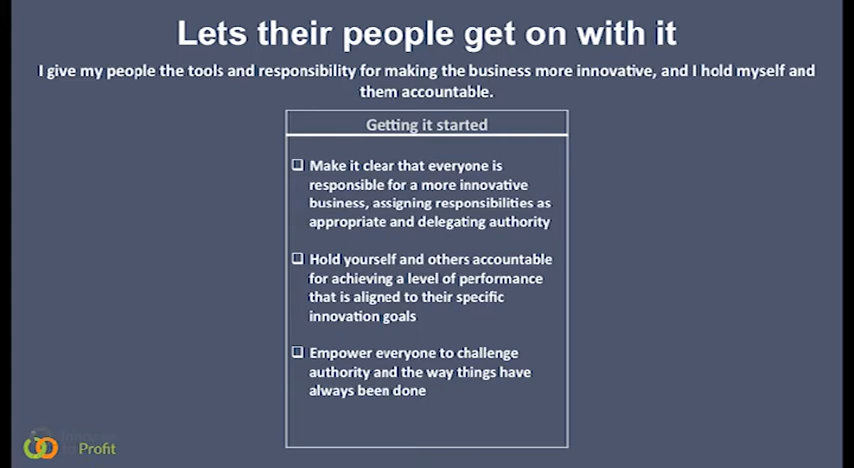 Lets their people get on with it
I give my people the tools and responsibility for making the business more innovative, and I hold myself and
them accountable.
Getting it started
❑ Make it clear that everyone is
responsible for a more innovative
business, assigning responsibilities as
appropriate and delegating authority
❑ Hold yourself and others accountable
for achieving a level of performance
that is aligned to their specific
innovation goals
❑ Empower everyone to challenge
authority and the way things have
always been done
Profit